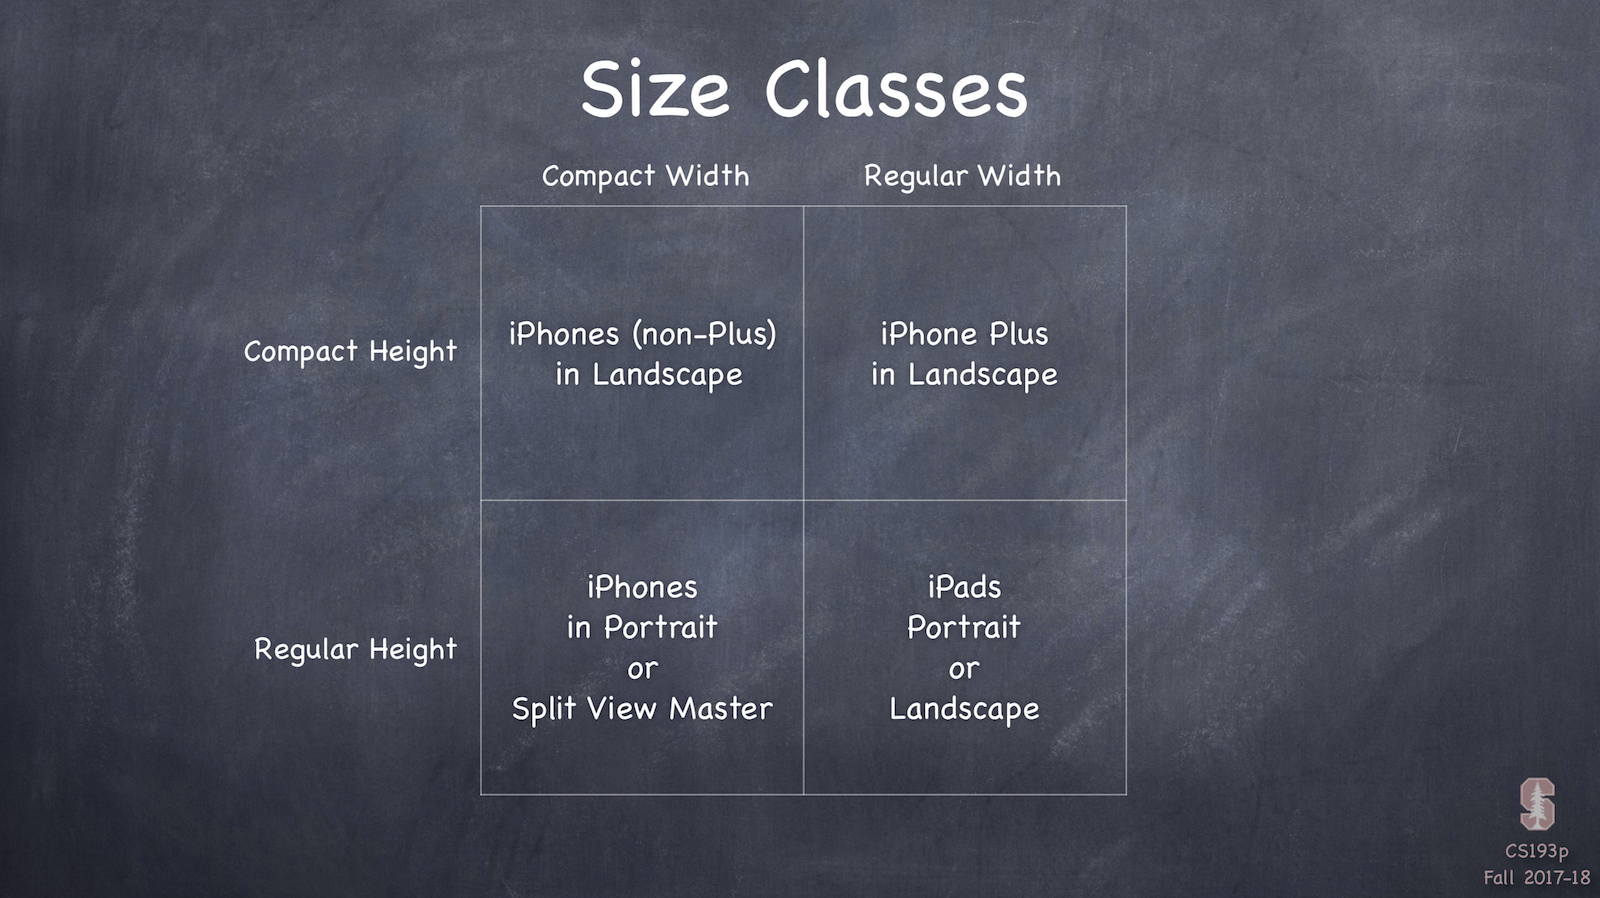 Size Classes
Compact Width Regular Width
Compact Height
iPhones (non-Plus)
in Landscape
iPhone Plus
in Landscape
Regular Height
iPhones
in Portrait
or
Split View Master
iPads
Portrait
or
Landscape
S
CS193p
Fall 2017-18